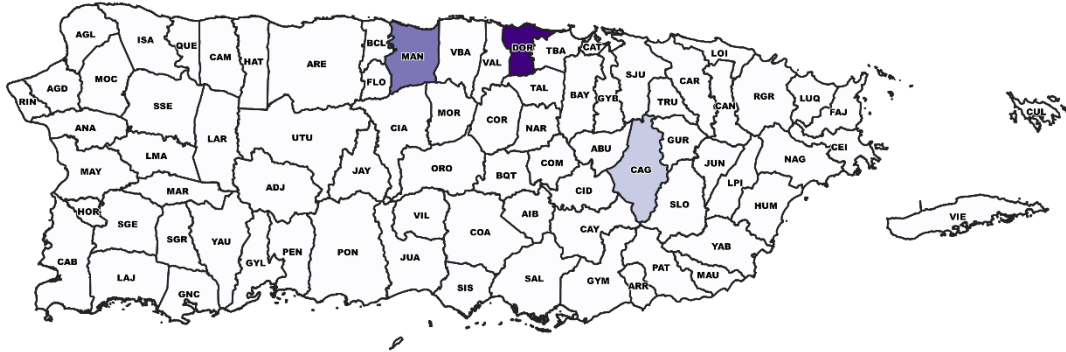 AGL
ISA
QUE
CAM
HAT
ARE
BCL
MAN
VBA
VAL
DOR
TBA
CAT
LOI
MOC
FLO
TAL
BAY
GYB
SJU
CAR
CAN
RGR
LUQ
FAJ
RIN
AGD
SSE
TRU
CUL
ANA
LAR
UTU
CIA
MOR
COR
NAR
ABU
GUR
CEI
MAY
LMA
JAY
ORO
BQT
COM
CAG
JUN
NAG
MAR
ADJ
CID
LPI
SLO
HUM
HOR
SGE
SGR
YAU
VIL
AIB
COA
CAY
YAB
VIE
CAB
LAJ
GNC
GYL
PEN
PON
JUA
SIS
SAL
GYM
ARR
PAT
MAU